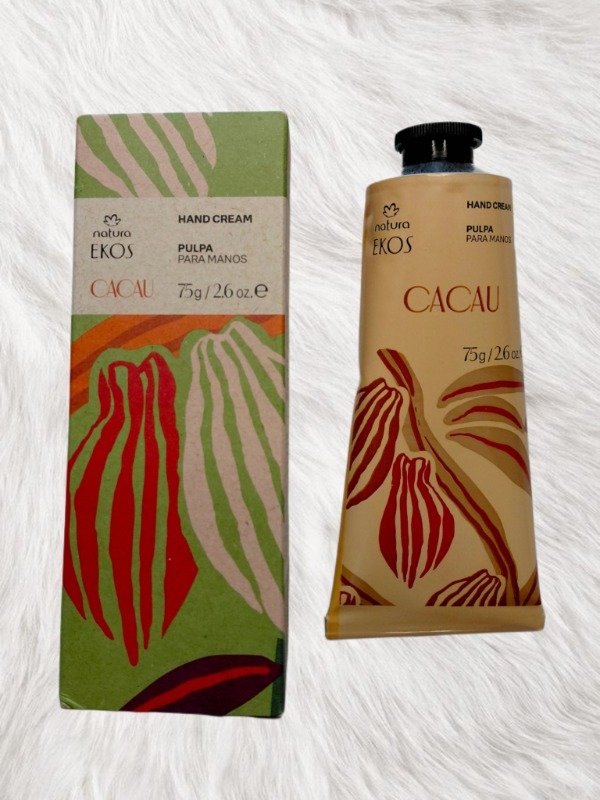 natura
EKOS
CACAU
HAND CREAM
PULPA
PARA MANOS
75g / 2.6 oz. e
natura
EKOS
HAND CREAM
PULPA
PARA MANOS
CACAU
75g / 2.6 oz